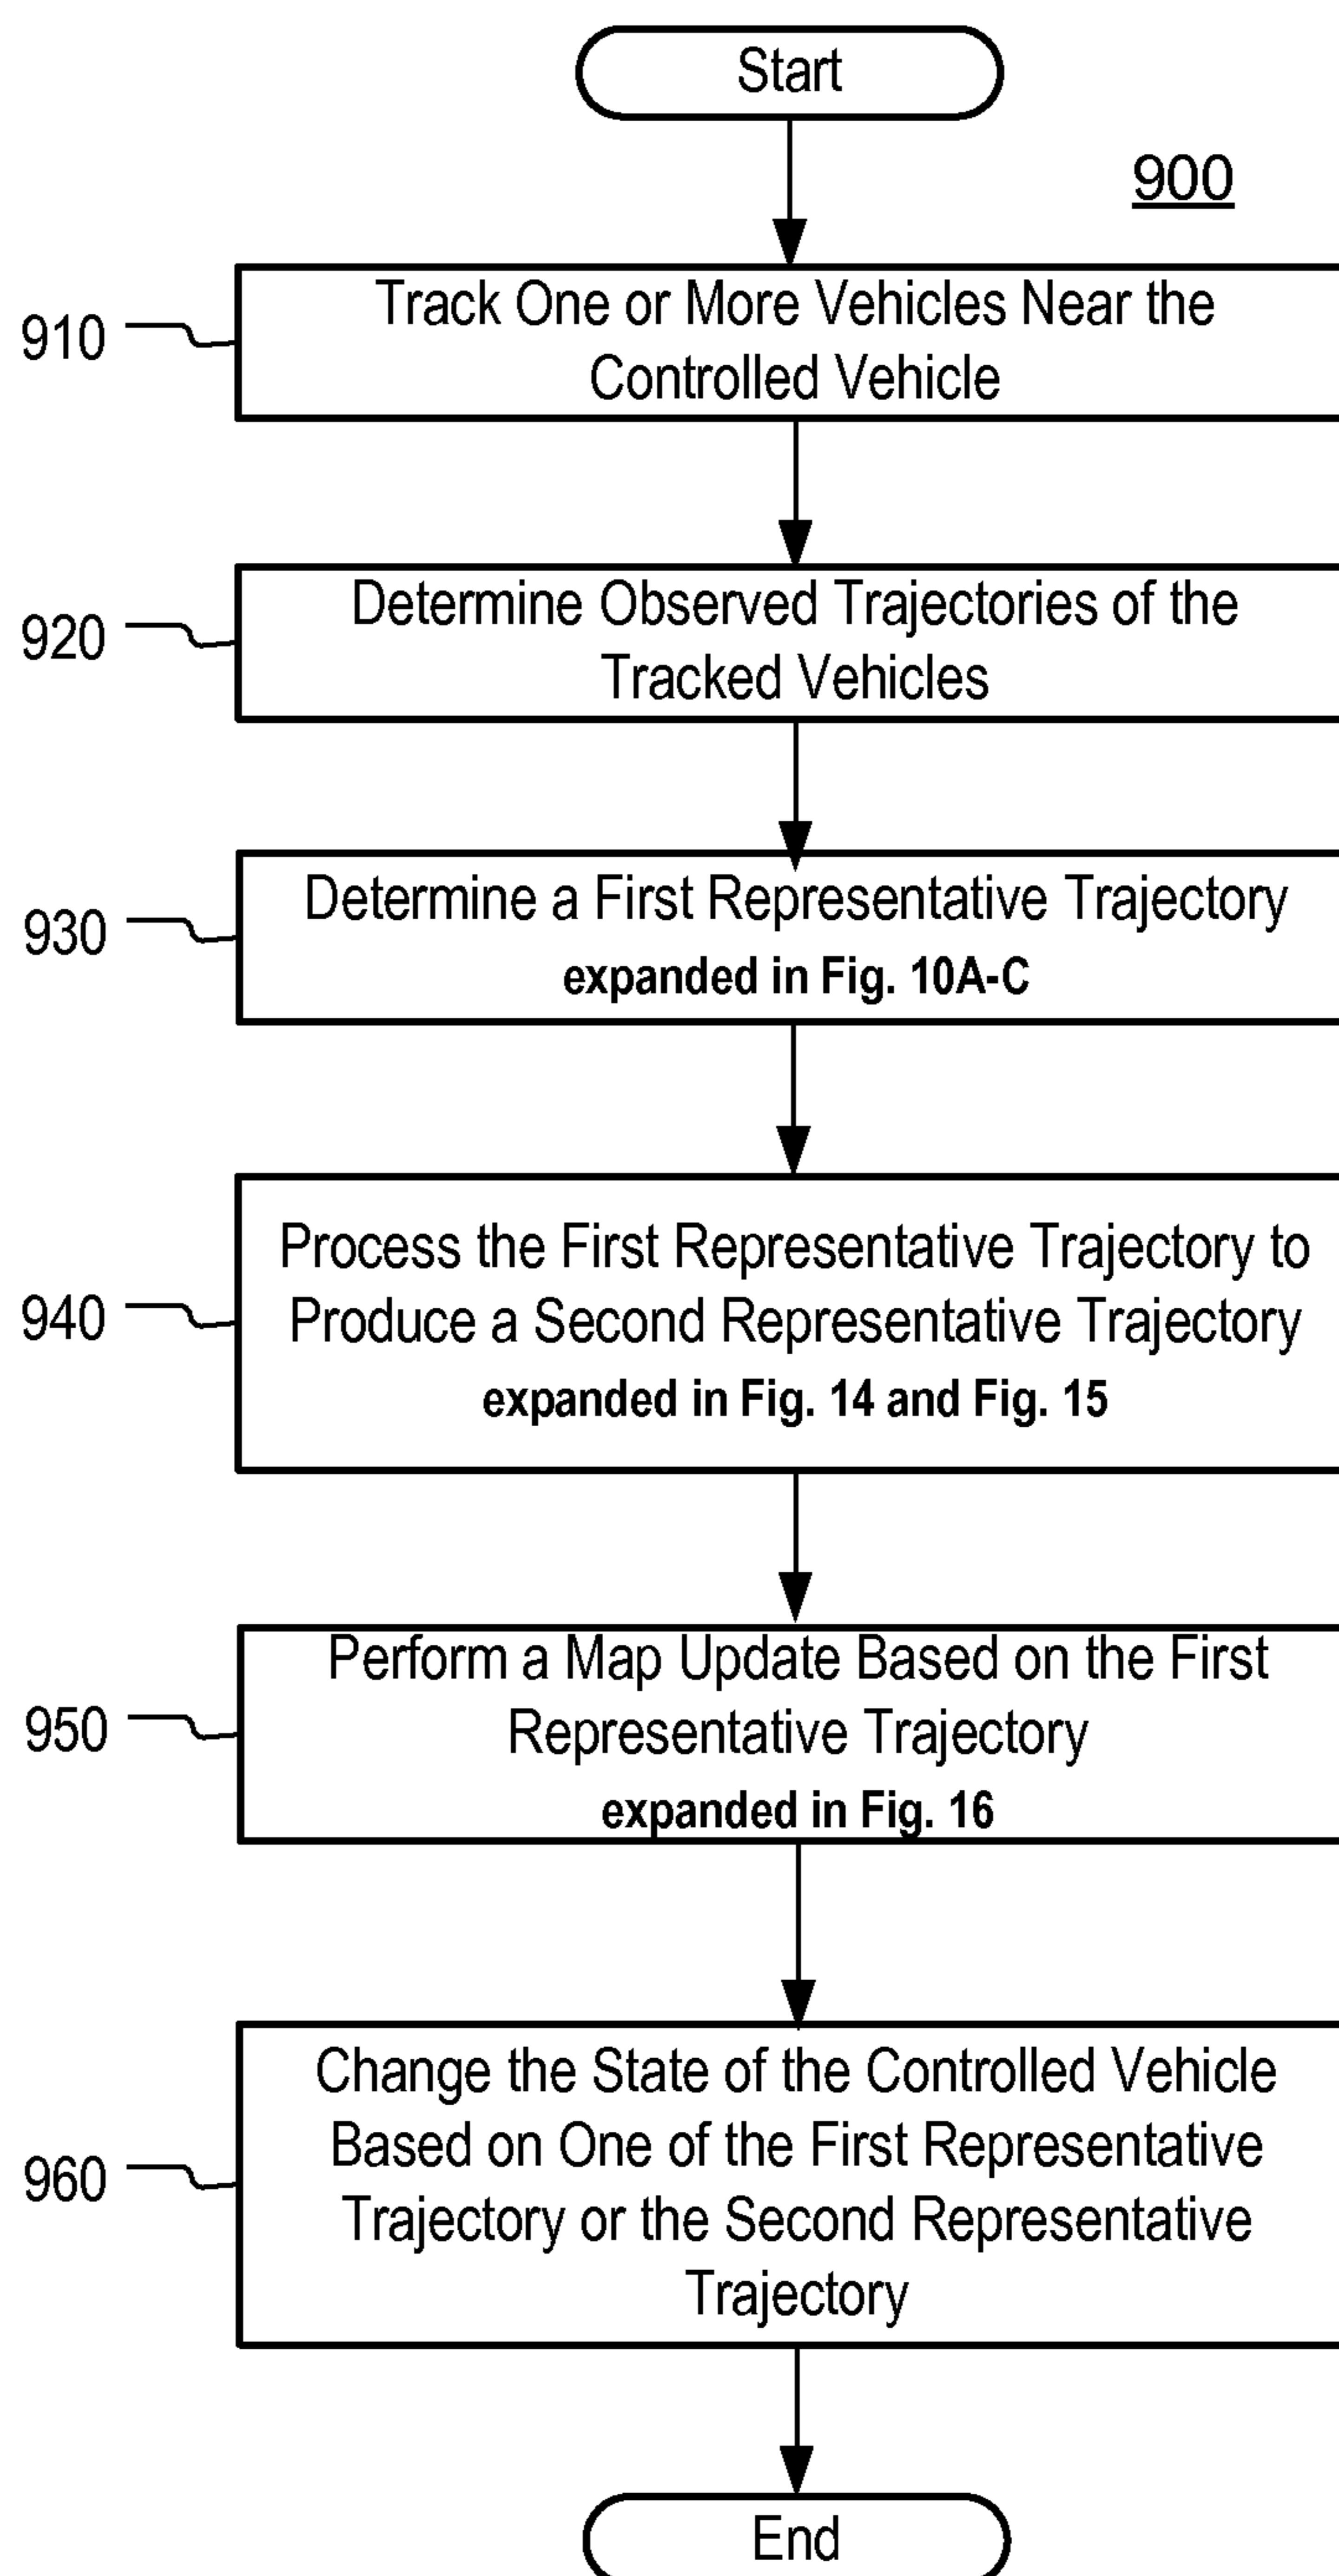 Start
900
910
Track One or More Vehicles Near the
Controlled Vehicle
920
Determine Observed Trajectories of the
Tracked Vehicles
930
Determine a First Representative Trajectory
expanded in Fig. 10A-C
940
Process the First Representative Trajectory to
Produce a Second Representative Trajectory
expanded in Fig. 14 and Fig. 15
950
Perform a Map Update Based on the First
Representative Trajectory
expanded in Fig. 16
960
Change the State of the Controlled Vehicle
Based on One of the First Representative
Trajectory or the Second Representative
Trajectory
End